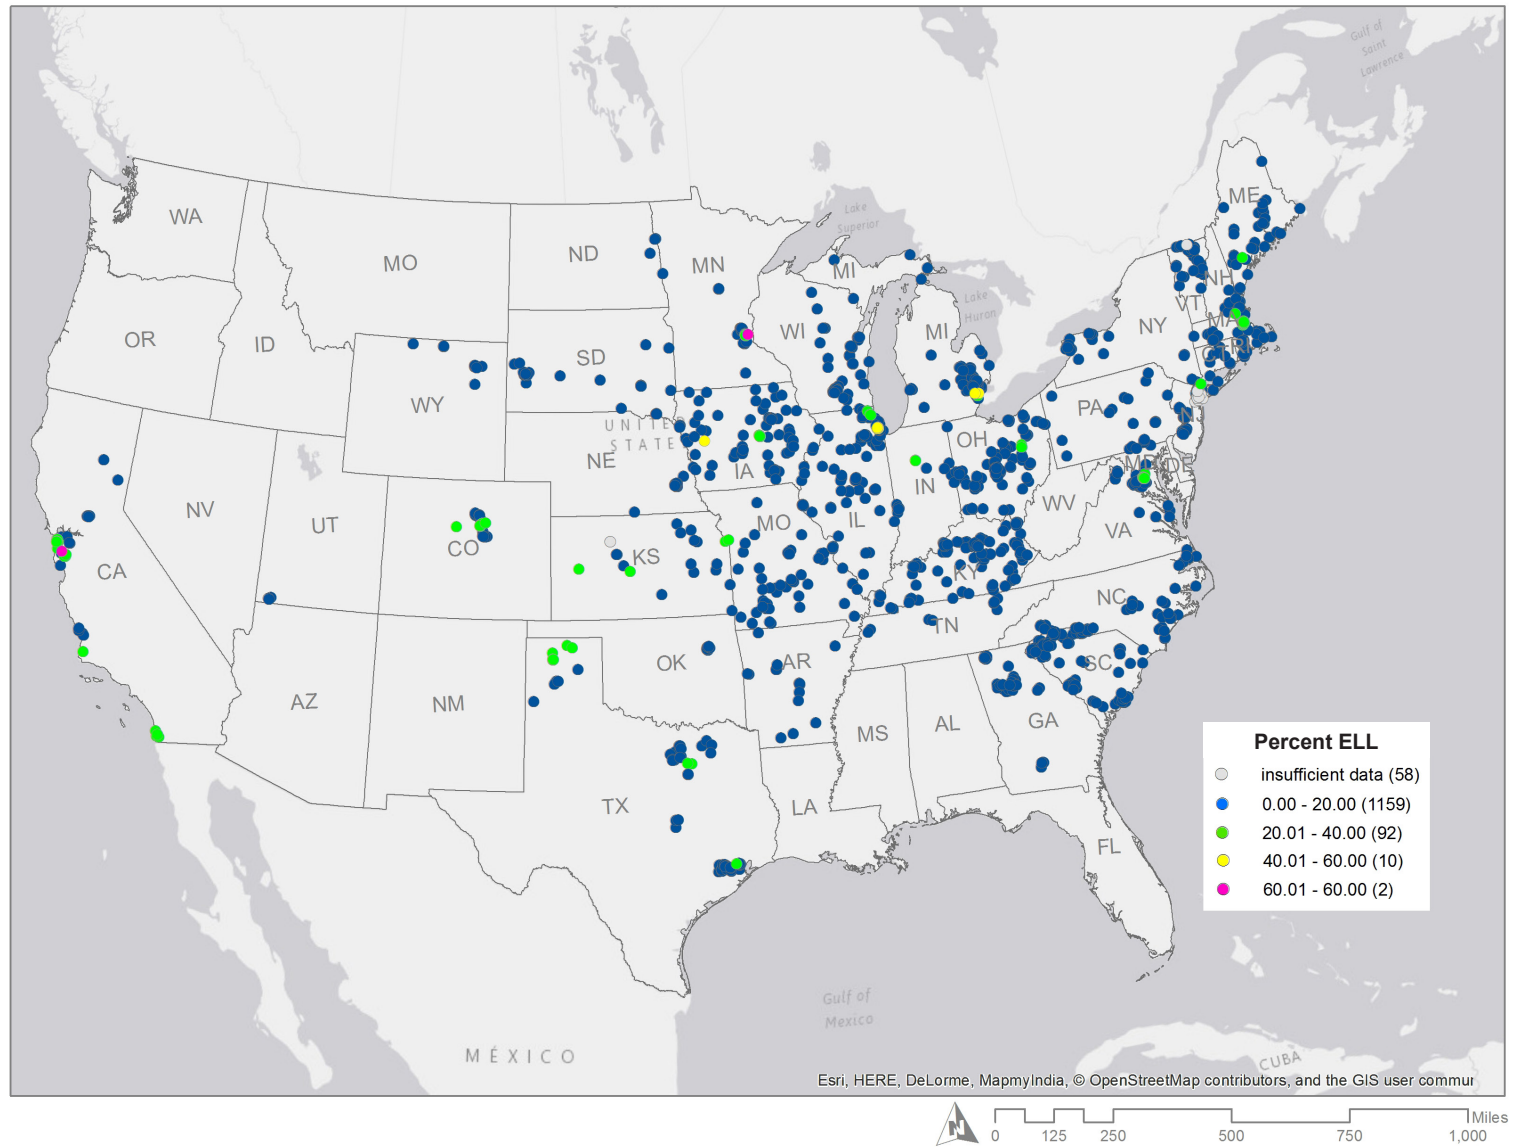 Gulf of
Saint
Lawrence
Lake
Superior
Lake
Huron
WA
MO
ND
MN
MI
ME
NH
VT
OR
ID
WY
SD
WI
MI
NY
MA
CT
RI
UNITED
STATES
NE
IA
IL
IN
OH
PA
NJ
MD
DE
WV
VA
NV
UT
CO
KS
MO
KY
CA
AZ
NM
OK
AR
TN
NC
SC
TX
LA
MS
AL
GA
FL
Percent ELL
insufficient data (58)
0.00 - 20.00 (1159)
20.01 - 40.00 (92)
40.01 - 60.00 (10)
60.01 - 60.00 (2)
Gulf of
Mexico
MÉXICO
CUBA
Esri, HERE, DeLorme, MapmyIndia, © OpenStreetMap contributors, and the GIS user commur
N
Miles
0 125 250 500 750 1,000